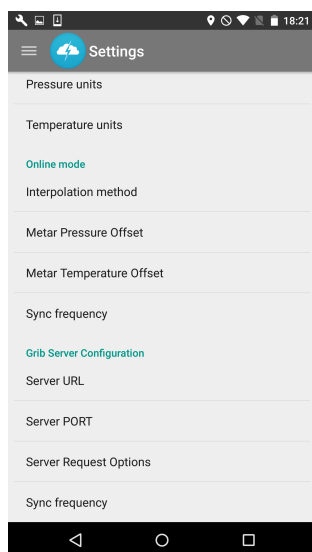 18:21
Settings
Pressure units
Temperature units
Online mode
Interpolation method
Metar Pressure Offset
Metar Temperature Offset
Sync frequency
Grib Server Configuration
Server URL
Server PORT
Server Request Options
Sync frequency